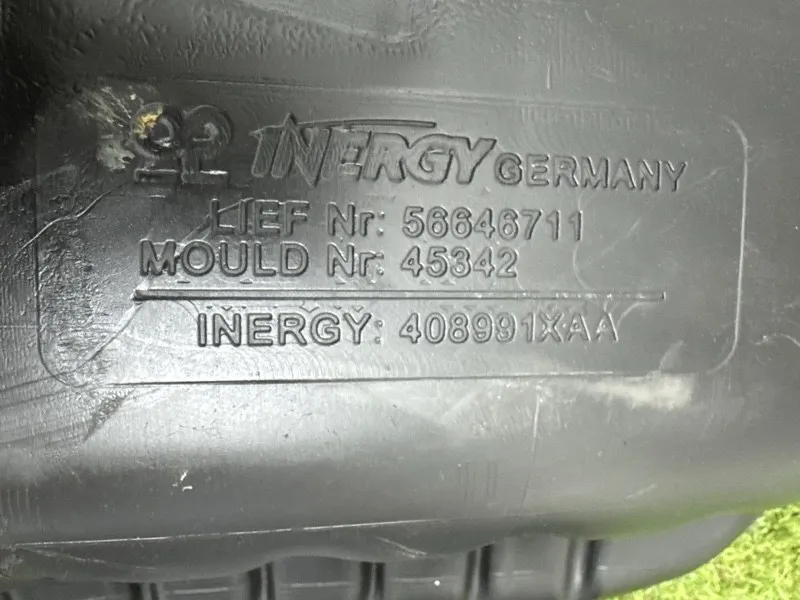 INERGY GERMANY
LIEF Nr: 56646711
MOULD Nr: 45342
INERGY: 408991XAA